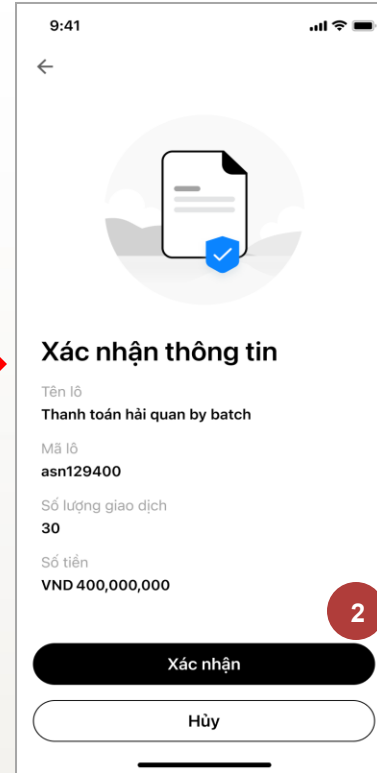 9:41
Xác nhận thông tin
Tên lô
Thanh toán hải quan by batch
Mã lô
asn129400
Số lượng giao dịch
30
Số tiền
VND 400,000,000
2
Xác nhận
Hủy